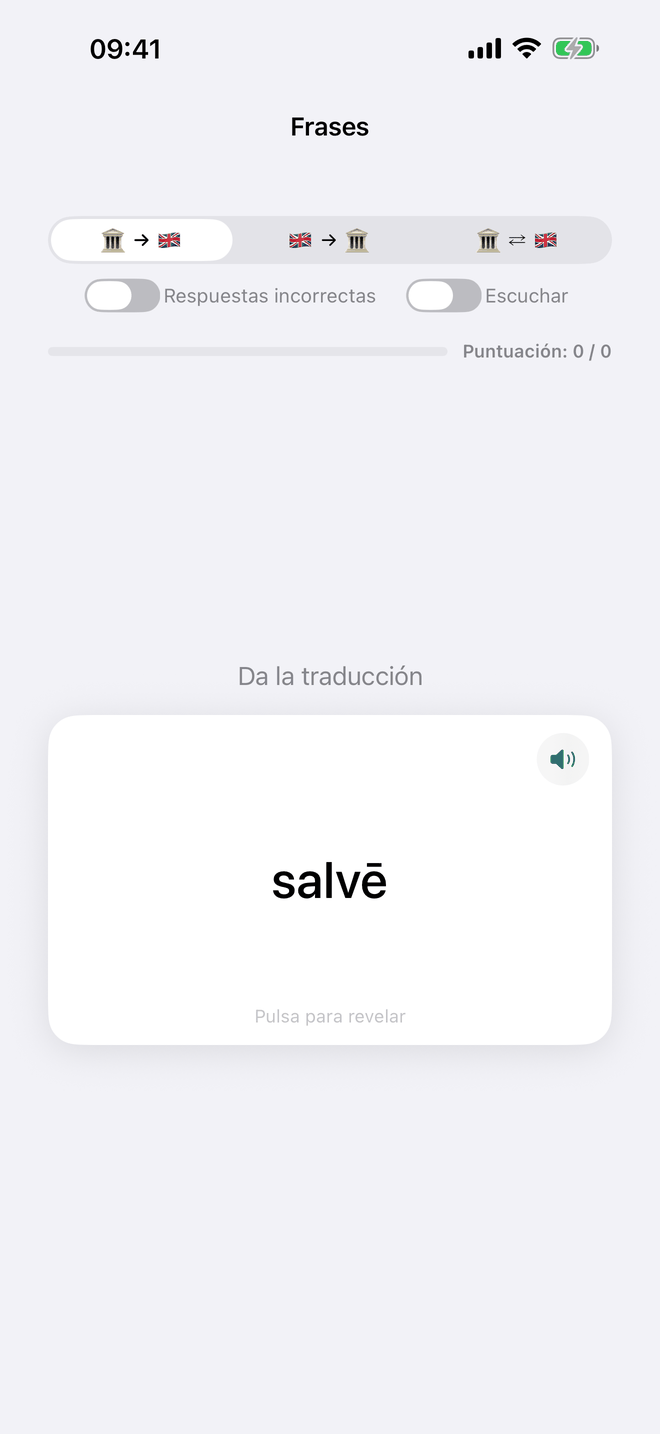 09:41
Frases
→ → ⇄
Respuestas incorrectas Escuchar
Puntuación: 0 / 0
Da la traducción
salvē
Pulsa para revelar